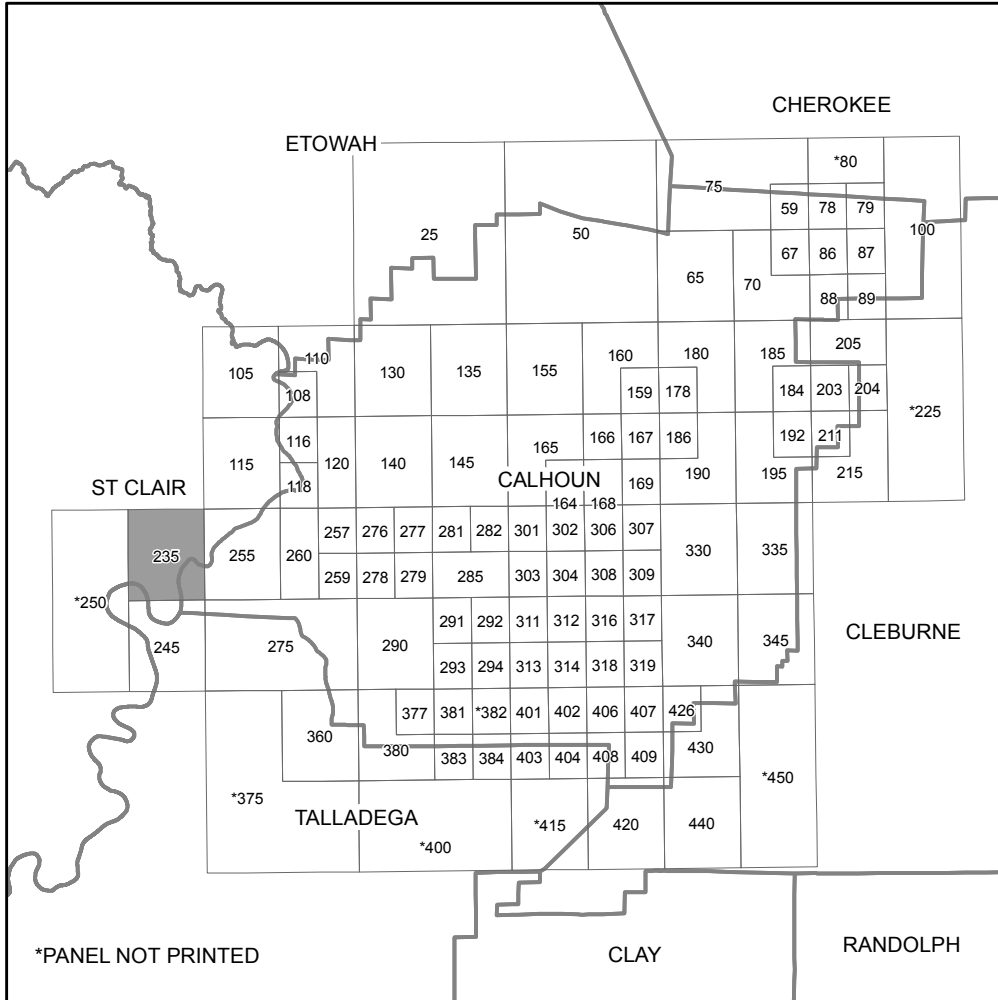 CHEROKEE
ETOWAH
*80
75
59 78 79
25 50 100
67 86 87
65 70
88 89
110 160 180 185 205
105 130 135 155
108 159 178 184 203 204
*225
116 165 166 167 186 192 211
115 120 140 145 190 195 215
ST CLAIR 118 CALHOUN 169
164 168
257 276 277 281 282 301 302 306 307
235 255 260 330 335
259 278 279 285 303 304 308 309
*250
291 292 311 312 316 317
245 275 290 340 345 CLEBURNE
293 294 313 314 318 319
377 381 *382 401 402 406 407 426
360 380 430
383 384 403 404 408 409
*450
*375
TALLADEGA *415 420 440
*400
*PANEL NOT PRINTED CLAY RANDOLPH